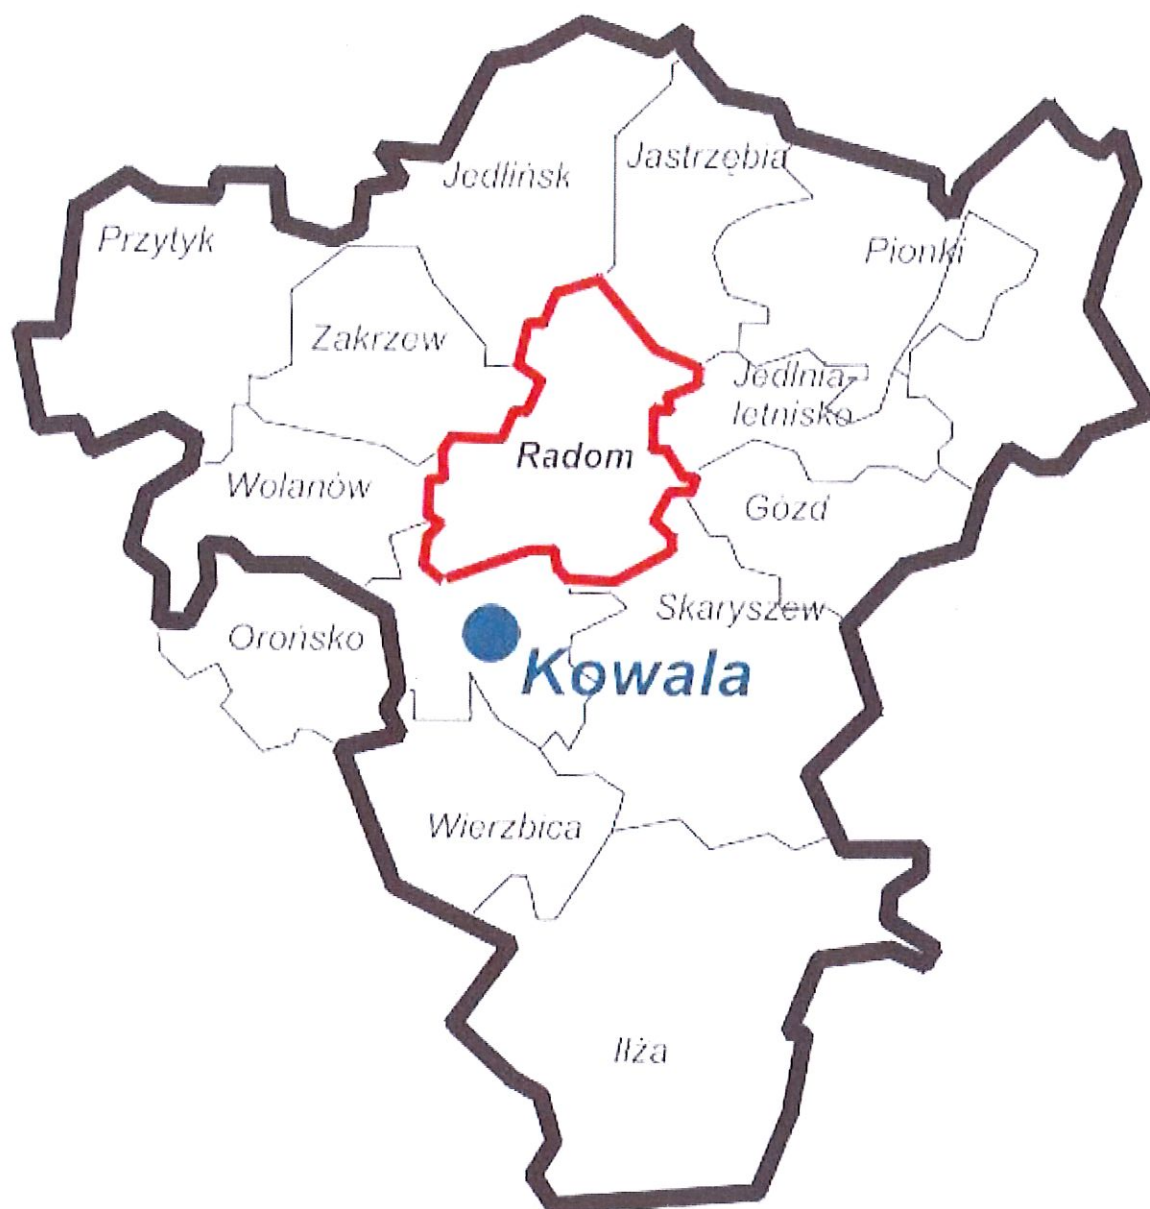 Jastrzębia
Jedlińsk
Przytyk
Pionki
Zakrzew
Jedlnia-
letnisko
Radom
Wolanów
Gózd
Skaryszew
Orońsko
Kowala
Wierzbica
Iłża